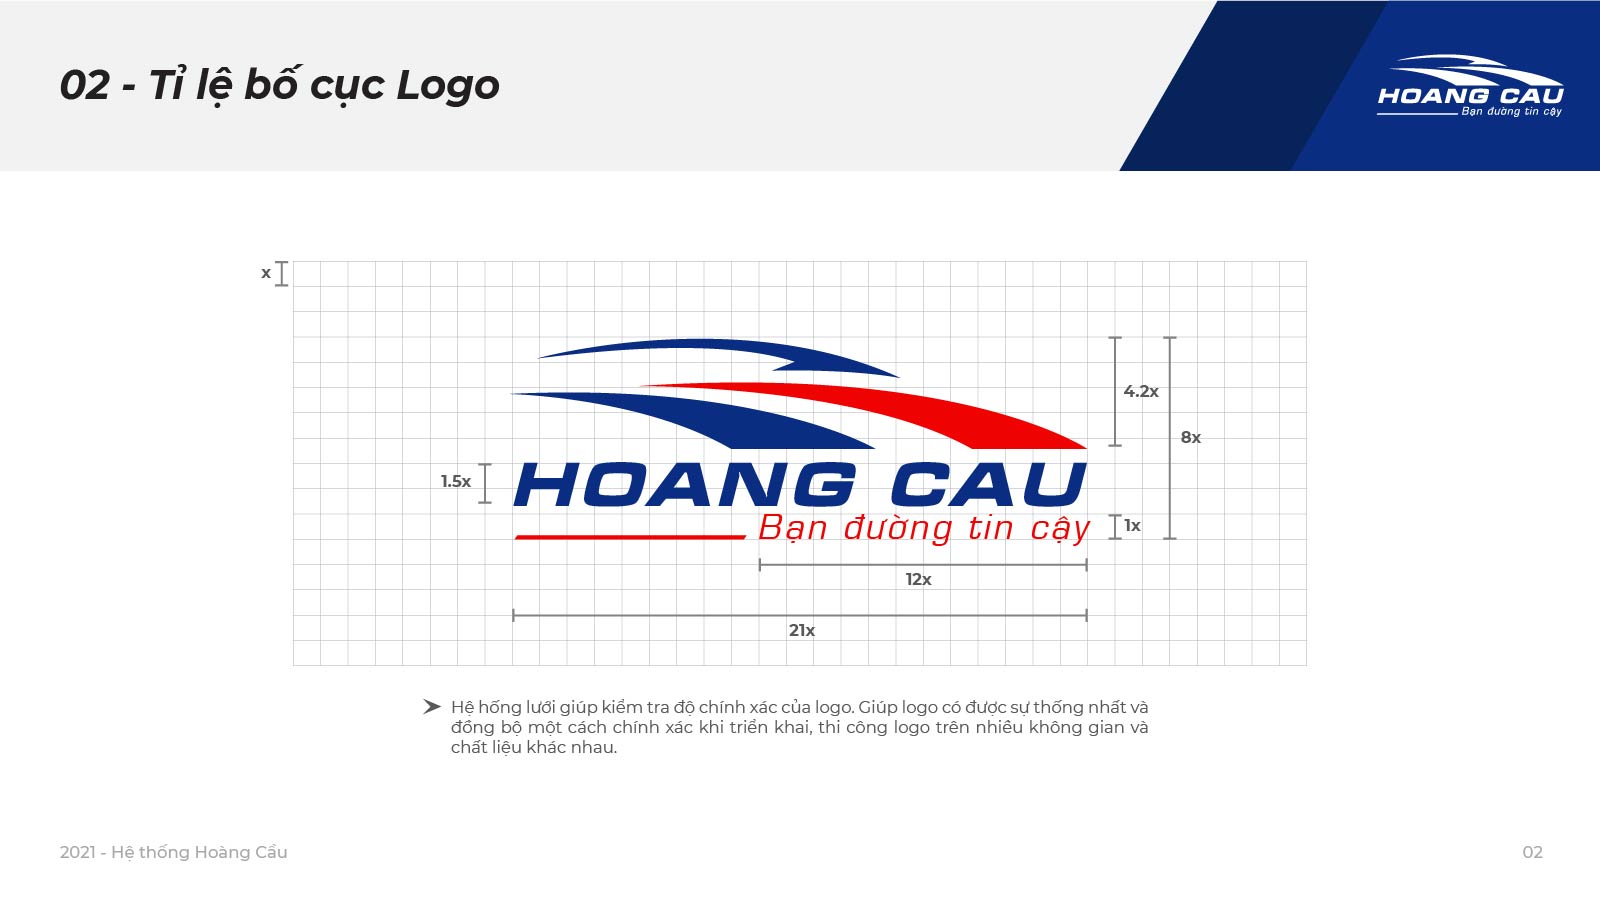 02 - Tỉ lệ bố cục Logo
HOANG CAU
Bạn đường tin cậy
x
4.2x
8x
1.5x
HOANG CAU
Bạn đường tin cậy
1x
12x
21x
➤ Hệ hống lưới giúp kiểm tra độ chính xác của logo. Giúp logo có được sự thống nhất và
đồng bộ một cách chính xác khi triển khai, thi công logo trên nhiều không gian và
chất liệu khác nhau.
2021 - Hệ thống Hoàng Cầu
02